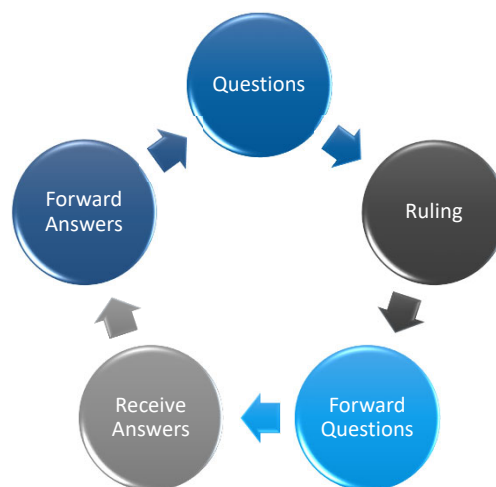 Questions
Ruling
Forward
Questions
Receive
Answers
Forward
Answers